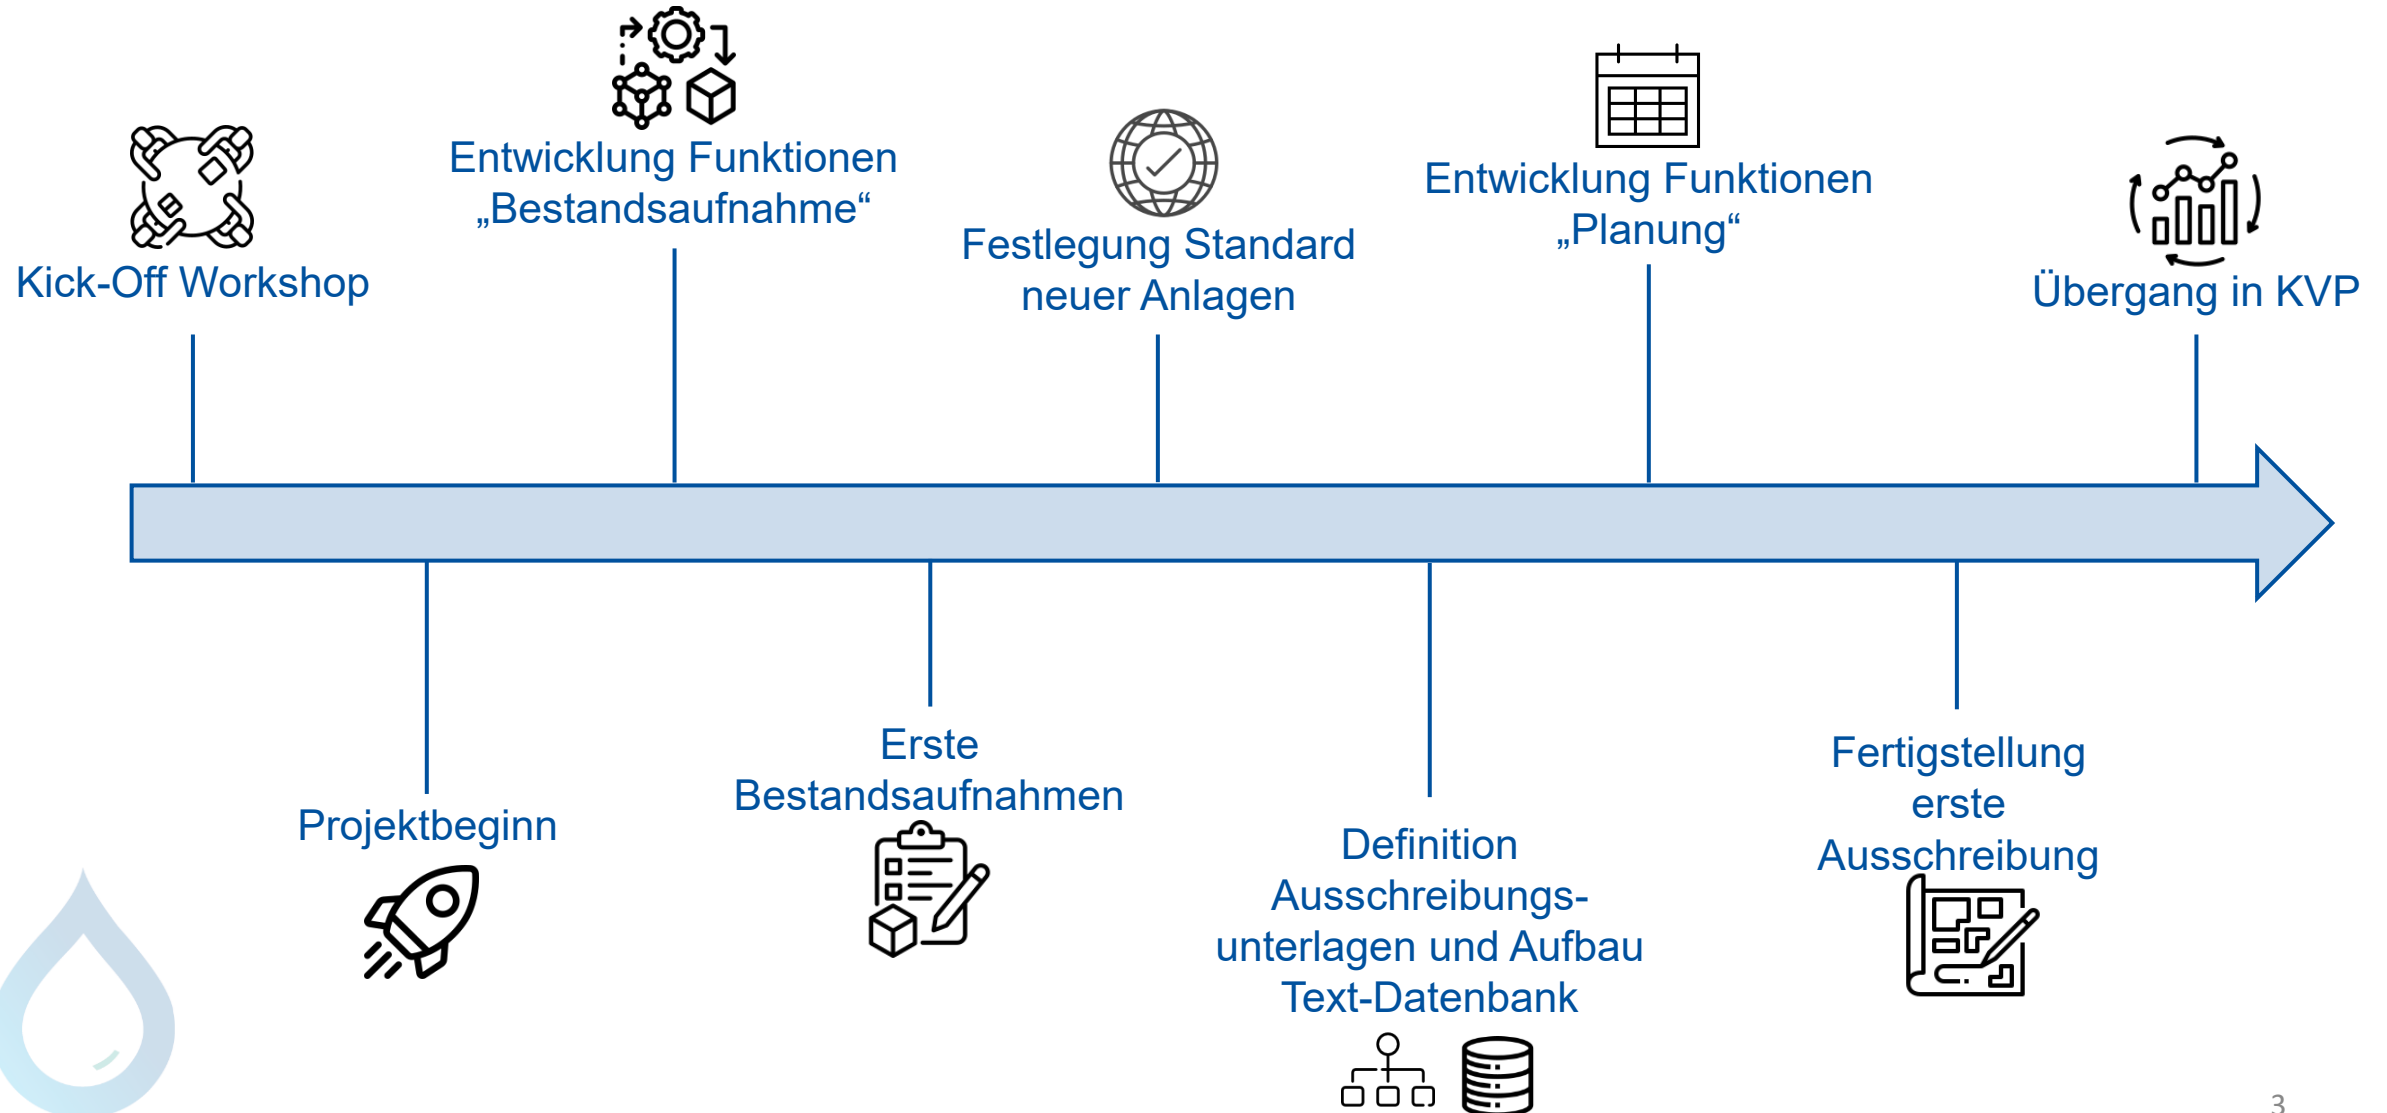 Entwicklung Funktionen
„Bestandsaufnahme“
Entwicklung Funktionen
„Planung“
Festlegung Standard
neuer Anlagen
Kick-Off Workshop
Übergang in KVP
Erste
Bestandsaufnahmen
Fertigstellung
erste
Ausschreibung
Projektbeginn
Definition
Ausschreibungs-
unterlagen und Aufbau
Text-Datenbank
3